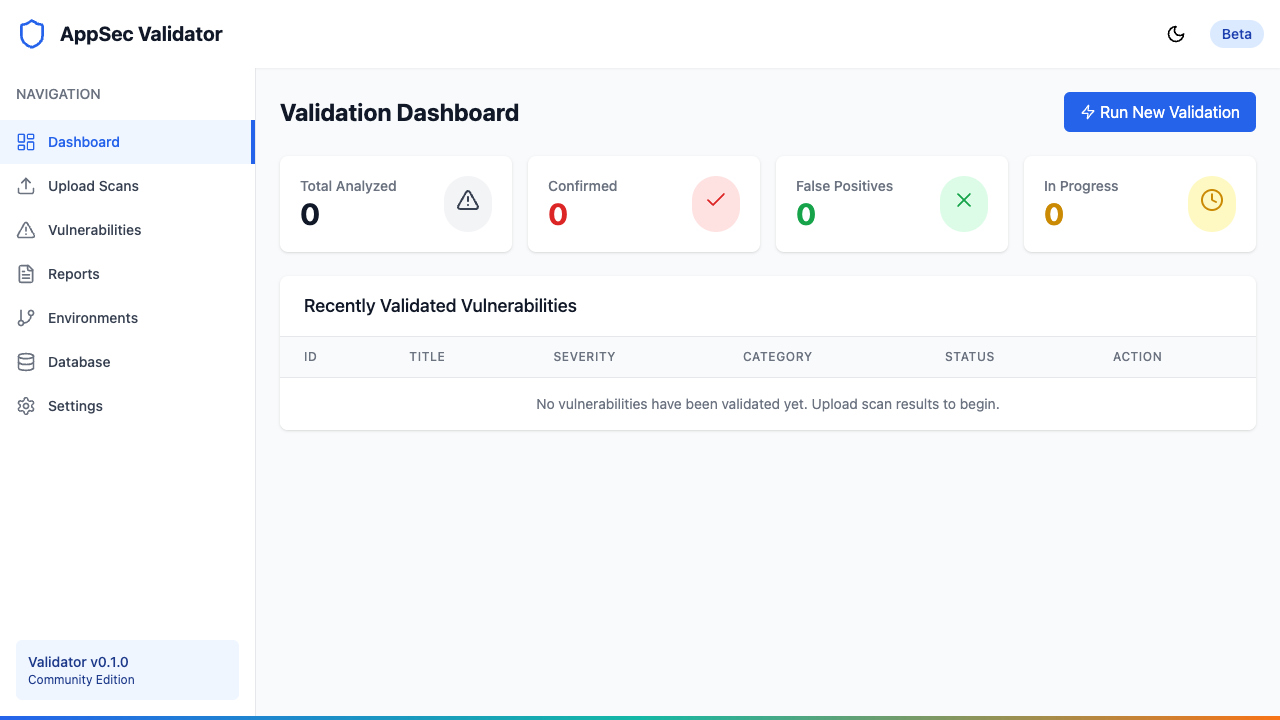 AppSec Validator
Beta
NAVIGATION
Dashboard
Upload Scans
Vulnerabilities
Reports
Environments
Database
Settings
Validator v0.1.0
Community Edition
Validation Dashboard
Run New Validation
Total Analyzed
0
Confirmed
0
False Positives
0
In Progress
0
Recently Validated Vulnerabilities
ID TITLE SEVERITY CATEGORY STATUS ACTION
No vulnerabilities have been validated yet. Upload scan results to begin.